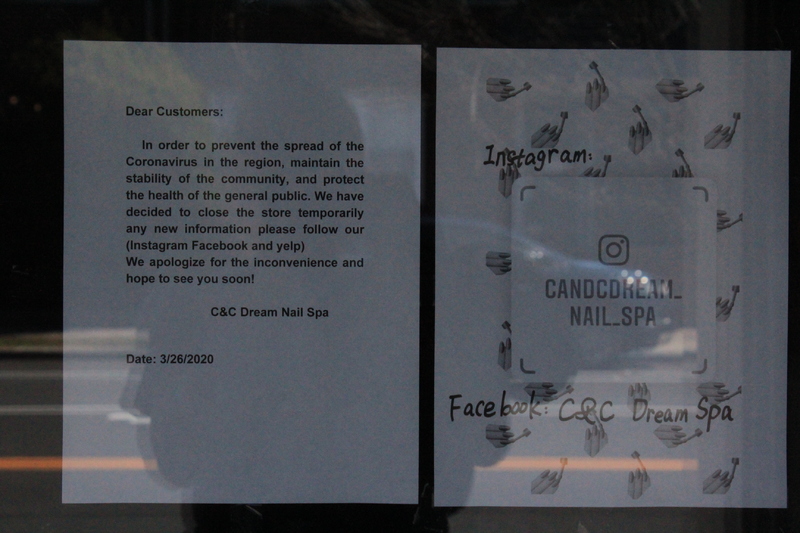 Dear Customers:
In order to prevent the spread of the
Coronavirus in the region, maintain the
stability of the community, and protect
the health of the general public. We have
decided to close the store temporarily
any new information please follow our
(Instagram Facebook and yelp)
We apologize for the inconvenience and
hope to see you soon!
C&C Dream Nail Spa
Date: 3/26/2020
Instagram:
CANDCDREAM_
NAIL_SPA
Facebook: C&C Dream Spa